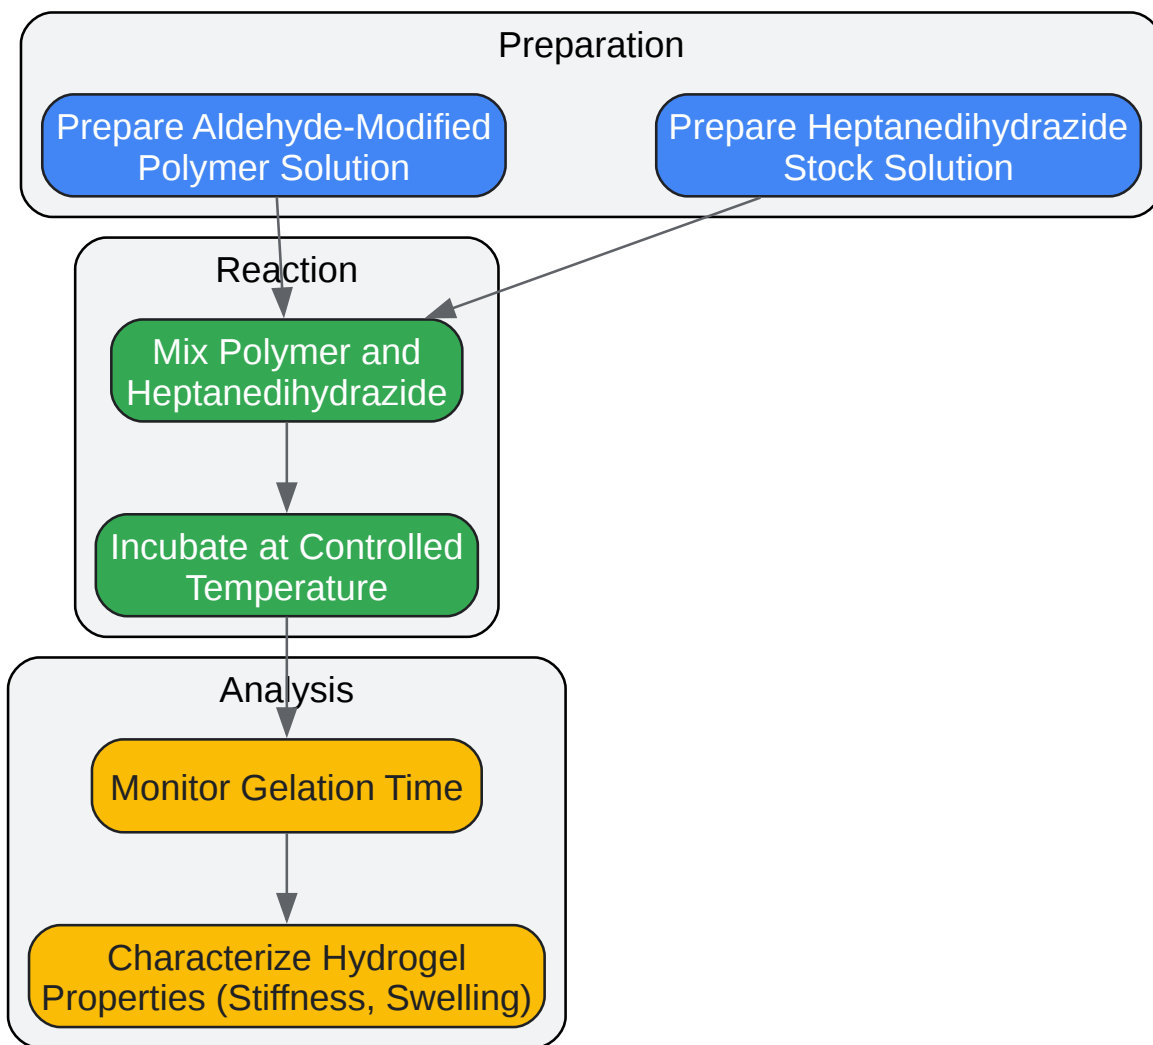 Preparation
Prepare Aldehyde-Modified
Polymer Solution
Prepare Heptanedihydrazide
Stock Solution
Reaction
Mix Polymer and
Heptanedihydrazide
Incubate at Controlled
Temperature
Analysis
Monitor Gelation Time
Characterize Hydrogel
Properties (Stiffness, Swelling)